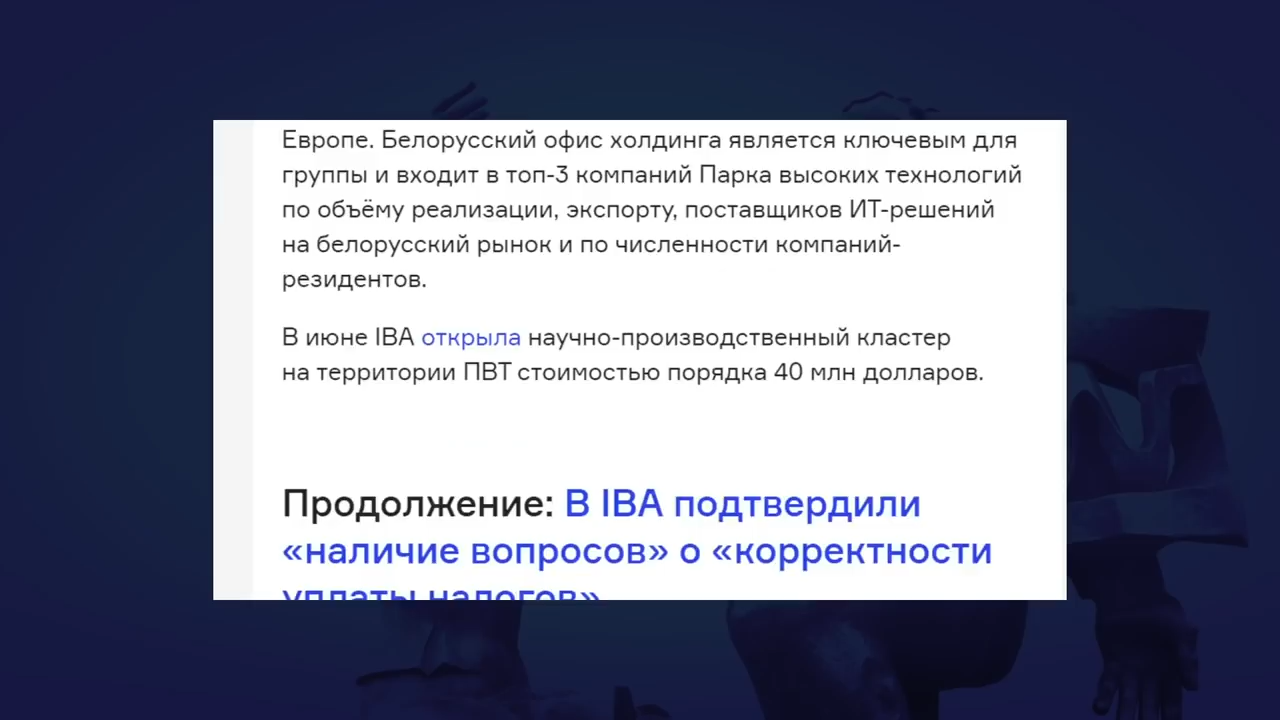 Европе. Белорусский офис холдинга является ключевым для
группы и входит в топ-3 компаний Парка высоких технологий
по объёму реализации, экспорту, поставщиков ИТ-решений
на белорусский рынок и по численности компаний-
резидентов.
В июне IBA открыла научно-производственный кластер
на территории ПВТ стоимостью порядка 40 млн долларов.
Продолжение: В IBA подтвердили
«наличие вопросов» о «корректности
уплаты налогов»